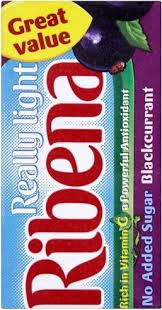 Great
value
Really light
Ribena
Rich in Vitamin C a Powerful Antioxidant
No Added Sugar Blackcurrant